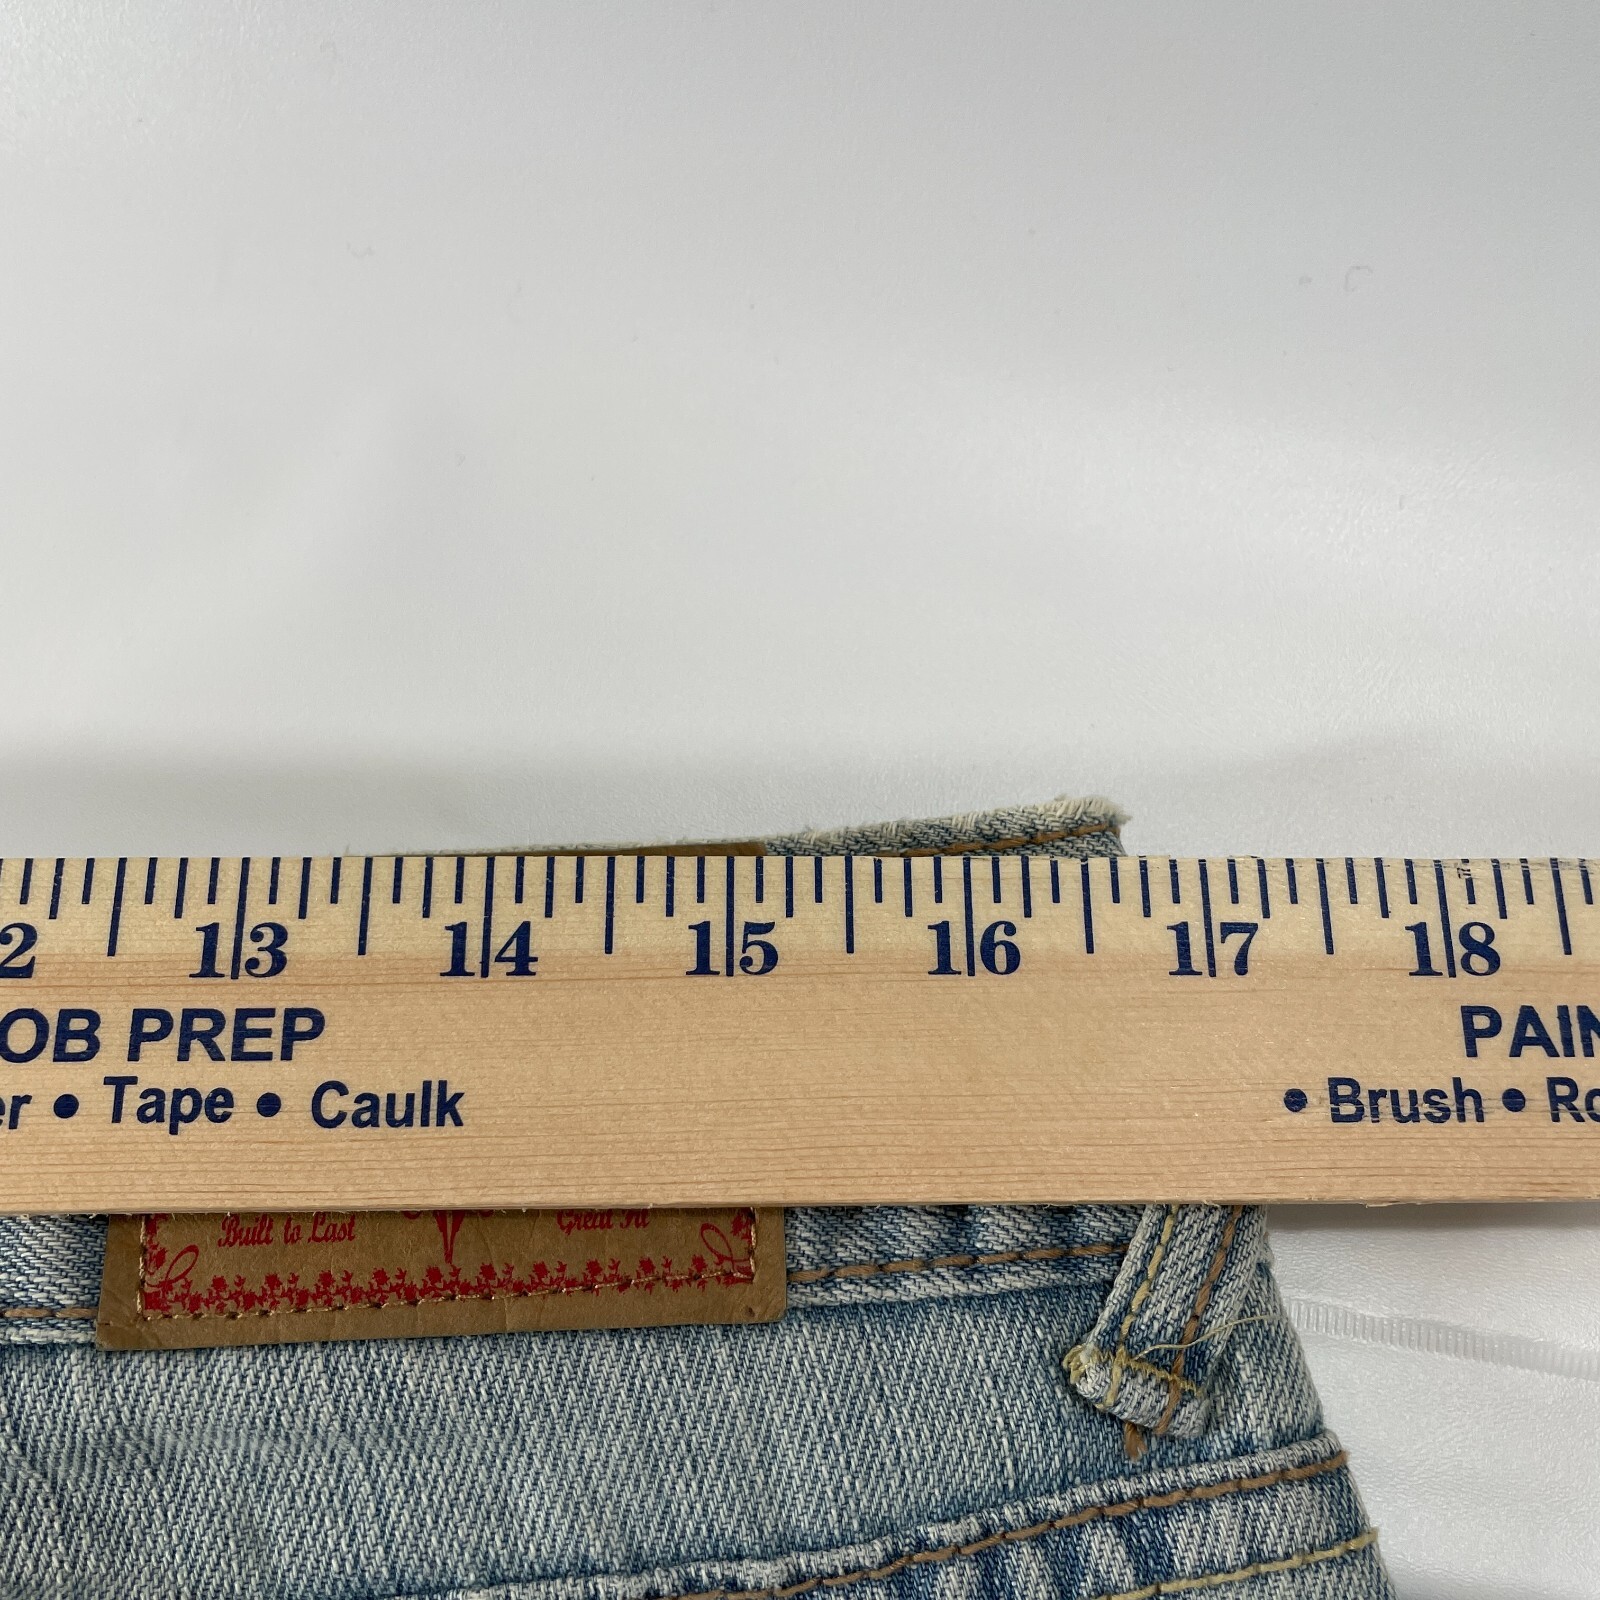 2 13 14 15 16 17 18
OB PREP PAIN
er • Tape • Caulk • Brush • Ro
Built to Last Great Fit